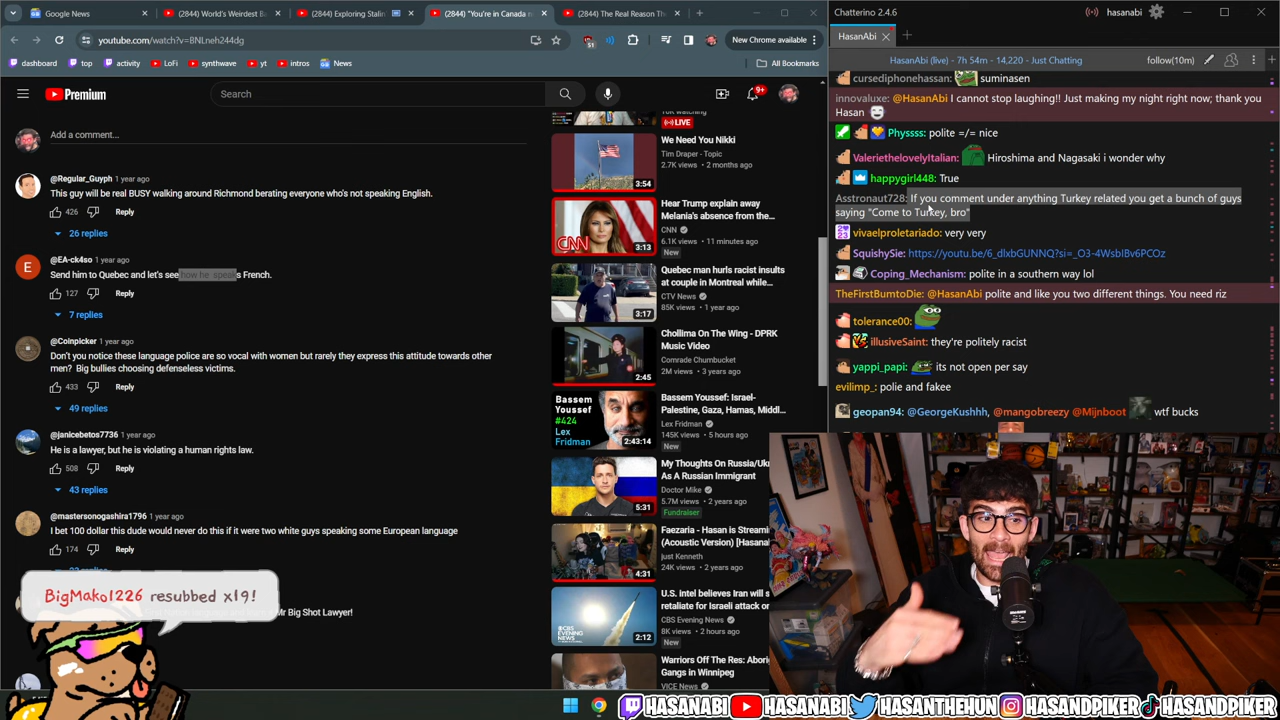 Google News
(2844) World's Weirdest B
(2844) Exploring Stalin
(2844) "You're in Canada n
(2844) The Real Reason Th
youtube.com/watch?v=BNLneh244dg
51
New Chrome available
dashboard
top
activity
LoFi
synthwave
yt
intros
News
All Bookmarks
Premium
Search
9+
Add a comment...
@Regular_Guyph 1 year ago
This guy will be real BUSY walking around Richmond berating everyone who's not speaking English.
426 Reply
26 replies
E
@EA-ck4so 1 year ago
Send him to Quebec and let's see how he speaks French.
127 Reply
7 replies
@Coinpicker 1 year ago
Don't you notice these language police are so vocal with women but rarely they express this attitude towards other
men? Big bullies choosing defenseless victims.
433 Reply
49 replies
@janicebetos7736 1 year ago
He is a lawyer, but he is violating a human rights law.
508 Reply
43 replies
@mastersonogashira1796 1 year ago
I bet 100 dollar this dude would never do this if it were two white guys speaking some European language
174 Reply
Mr Big Shot Lawyer!
BigMako1226 resubbed x19!
LIVE
We Need You Nikki
Tim Draper - Topic
2.7K views • 2 months ago
3:54
Hear Trump explain away
Melania's absence from the...
CNN
6.1K views • 11 minutes ago
New
CNN
3:13
Quebec man hurls racist insults
at couple in Montreal while...
CTV News
85K views • 1 year ago
3:17
Chollima On The Wing - DPRK
Music Video
Comrade Chumbucket
2M views • 3 years ago
2:45
Bassem Youssef: Israel-
Palestine, Gaza, Hamas, Middl...
Lex Fridman
145K views • 5 hours ago
New
BASSEM
YOUSSEF
#424
LEX
FRIDMAN
2:43:14
My Thoughts On Russia/Uk
As A Russian Immigrant
Doctor Mike
5.7M views • 2 years ago
Fundraiser
5:31
Faezaria - Hasan is Streamin
(Acoustic Version) [Hasana
Just Kenneth
24K views • 2 years ago
4:31
U.S. intel believes Iran will s
retaliate for Israeli attack on
CBS Evening News
8K views • 2 hours ago
New
2:12
Warriors Off The Res: Abori
Gangs in Winnipeg
VICE News
Chatterino 2.4.6
hasanabi
HasanAbi
HasanAbi (live) - 7h 54m - 14,220 - Just Chatting
follow(10m)
cursediphonehassan: suminasen
innovaluxe: @HasanAbi I cannot stop laughing!! Just making my night right now; thank you
Hasan
Physsss: polite =/= nice
ValerietheIovelyItalian: Hiroshima and Nagasaki i wonder why
happygirl448: True
Asstronaut728: If you comment under anything Turkey related you get a bunch of guys
saying "Come to Turkey, bro"
vivaelproletariado: very very
SquishySie: https://youtu.be/6_dlxbGUNNQ?si=_O3-4WsbIBv6PCOz
Coping_Mechanism: polite in a southern way lol
TheFirstBumtoDie: @HasanAbi polite and like you two different things. You need riz
tolerance00:
illusiveSaint: they're politely racist
yappi_papi: its not open per say
evilimp_: polie and fakee
geopan94: @GeorgeKushhh, @mangobreezy @Mijnboot wtf bucks
HASANABI
HASANABI
HASANTHEHUN
HASANDPIKER
HASANDPIKER